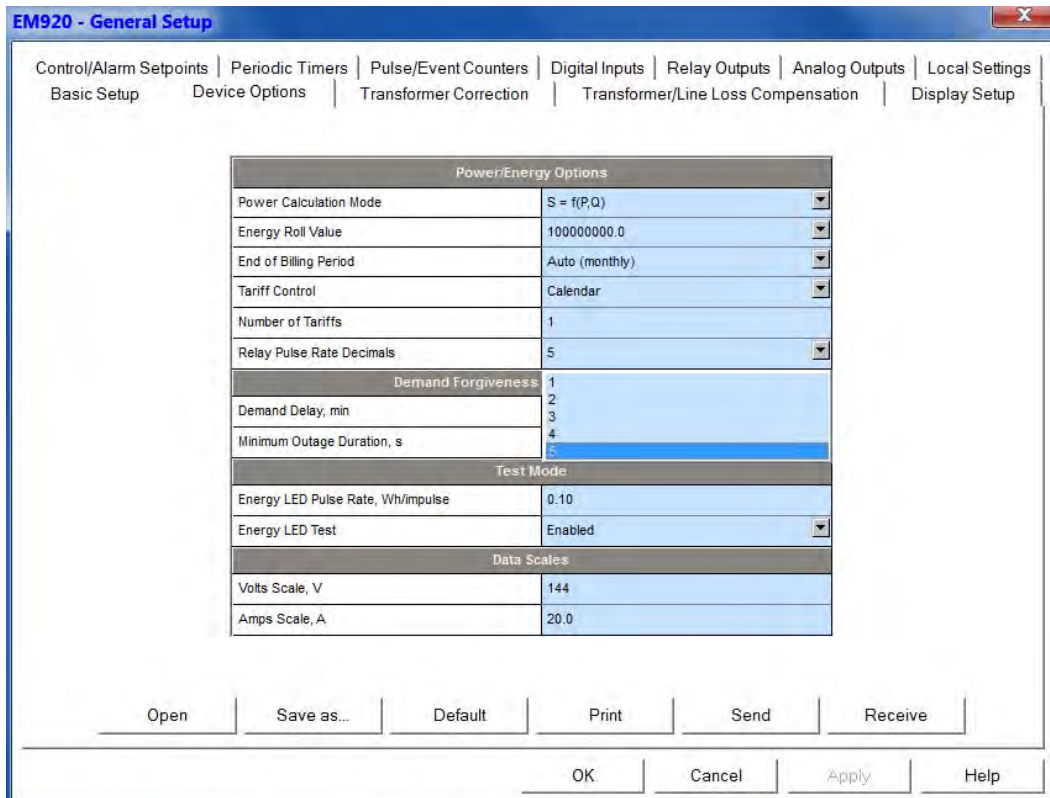 EM920 - General Setup
X
Control/Alarm Setpoints | Periodic Timers | Pulse/Event Counters | Digital Inputs | Relay Outputs | Analog Outputs | Local Settings
Basic Setup Device Options | Transformer Correction | Transformer/Line Loss Compensation | Display Setup
Power/Energy Options
Power Calculation Mode S = f(P,Q)
Energy Roll Value 100000000.0
End of Billing Period Auto (monthly)
Tariff Control Calendar
Number of Tariffs 1
Relay Pulse Rate Decimals 5
Demand Forgiveness 1
2
Demand Delay, min 3
4
Minimum Outage Duration, s 5
Test Mode
Energy LED Pulse Rate, Wh/impulse 0.10
Energy LED Test Enabled
Data Scales
Volts Scale, V 144
Amps Scale, A 20.0
Open Save as... Default Print Send Receive
OK Cancel Apply Help